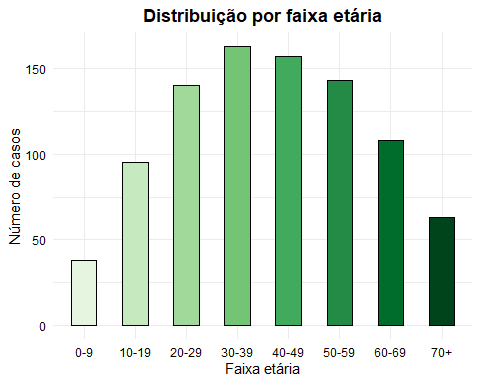 Distribuição por faixa etária
Número de casos
150
100
50
0
0-9 10-19 20-29 30-39 40-49 50-59 60-69 70+
Faixa etária